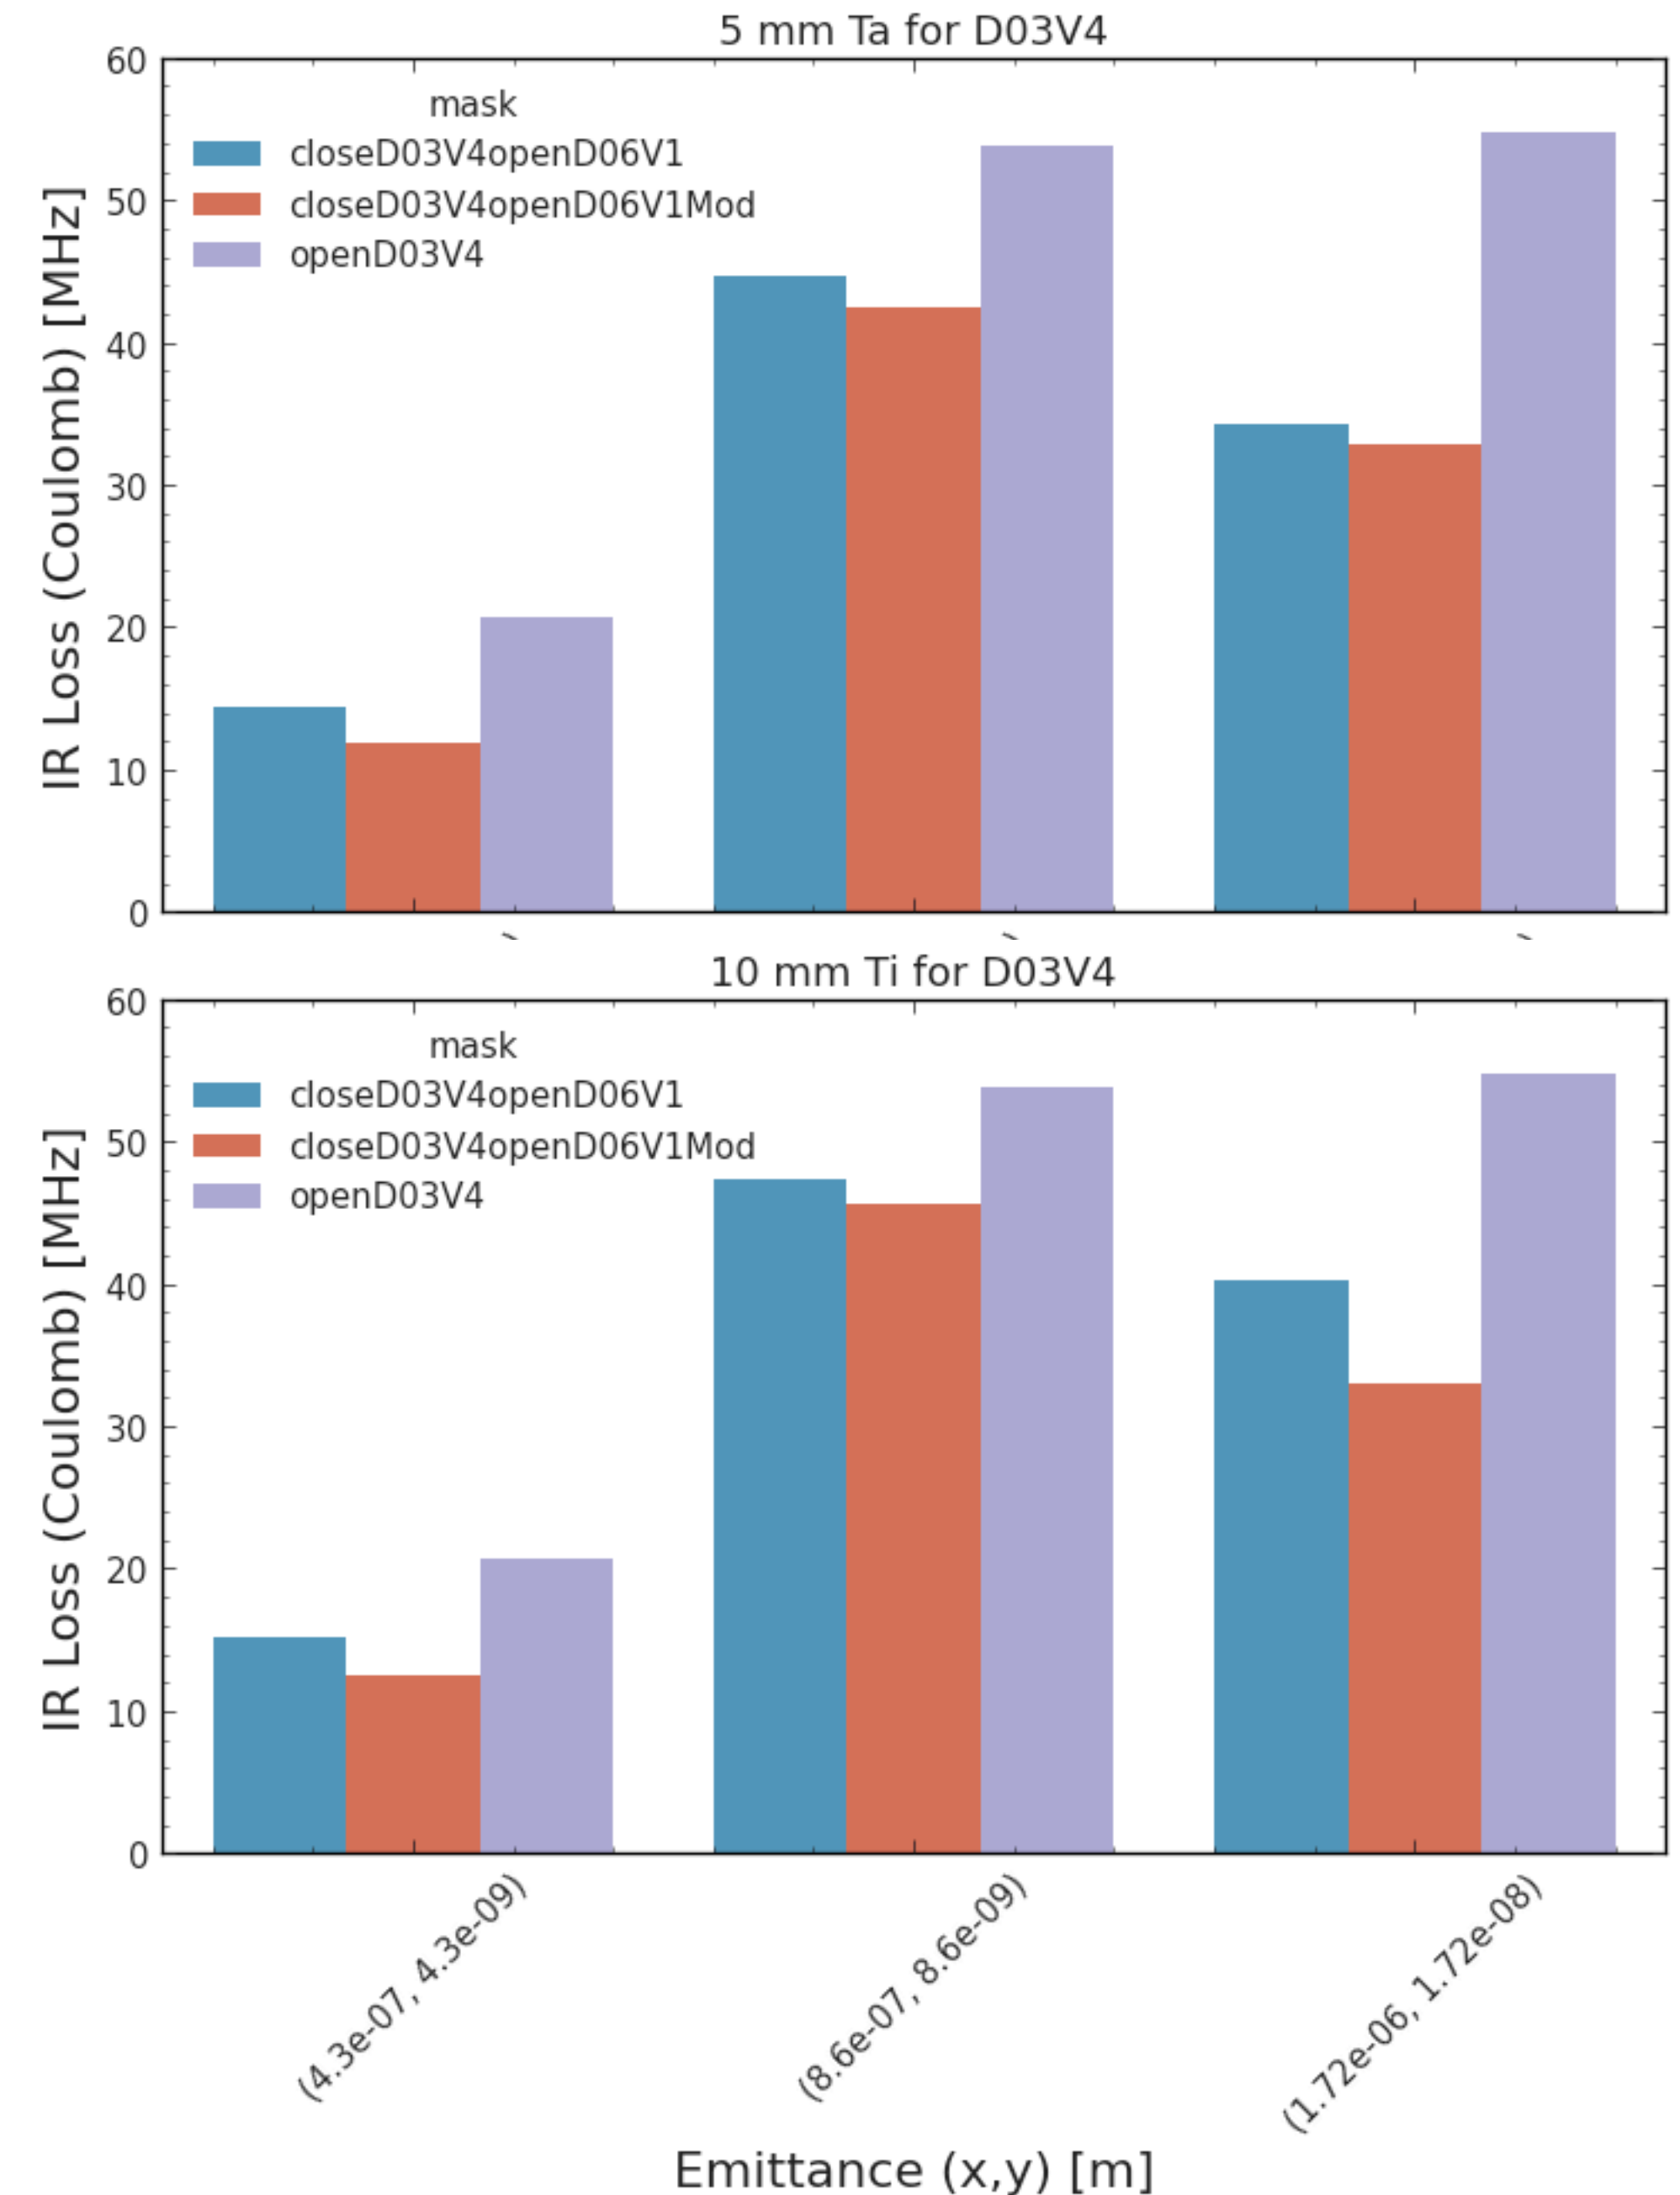 5 mm Ta for D03V4
60
50
40
30
20
10
0
IR Loss (Coulomb) [MHz]
mask
closeD03V4openD06V1
closeD03V4openD06V1Mod
openD03V4
10 mm Ti for D03V4
60
50
40
30
20
10
0
IR Loss (Coulomb) [MHz]
mask
closeD03V4openD06V1
closeD03V4openD06V1Mod
openD03V4
(4.3e-07, 4.3e-09)
(8.6e-07, 8.6e-09)
(1.72e-06, 1.72e-08)
Emittance (x,y) [m]